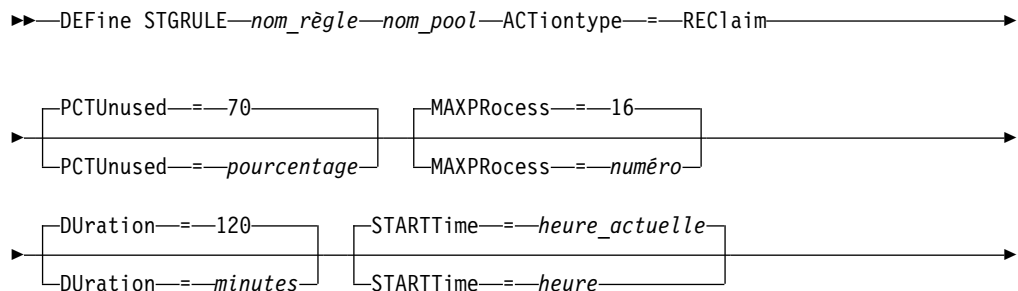 DEFine STGRULE nom_règle nom_pool ACTiontype = REClaim
PCTUnused = 70 MAXPRocess = 16
PCTUnused = pourcentage MAXPRocess = numéro
DUration = 120 STARTTime = heure_actuelle
DUration = minutes STARTTime = heure